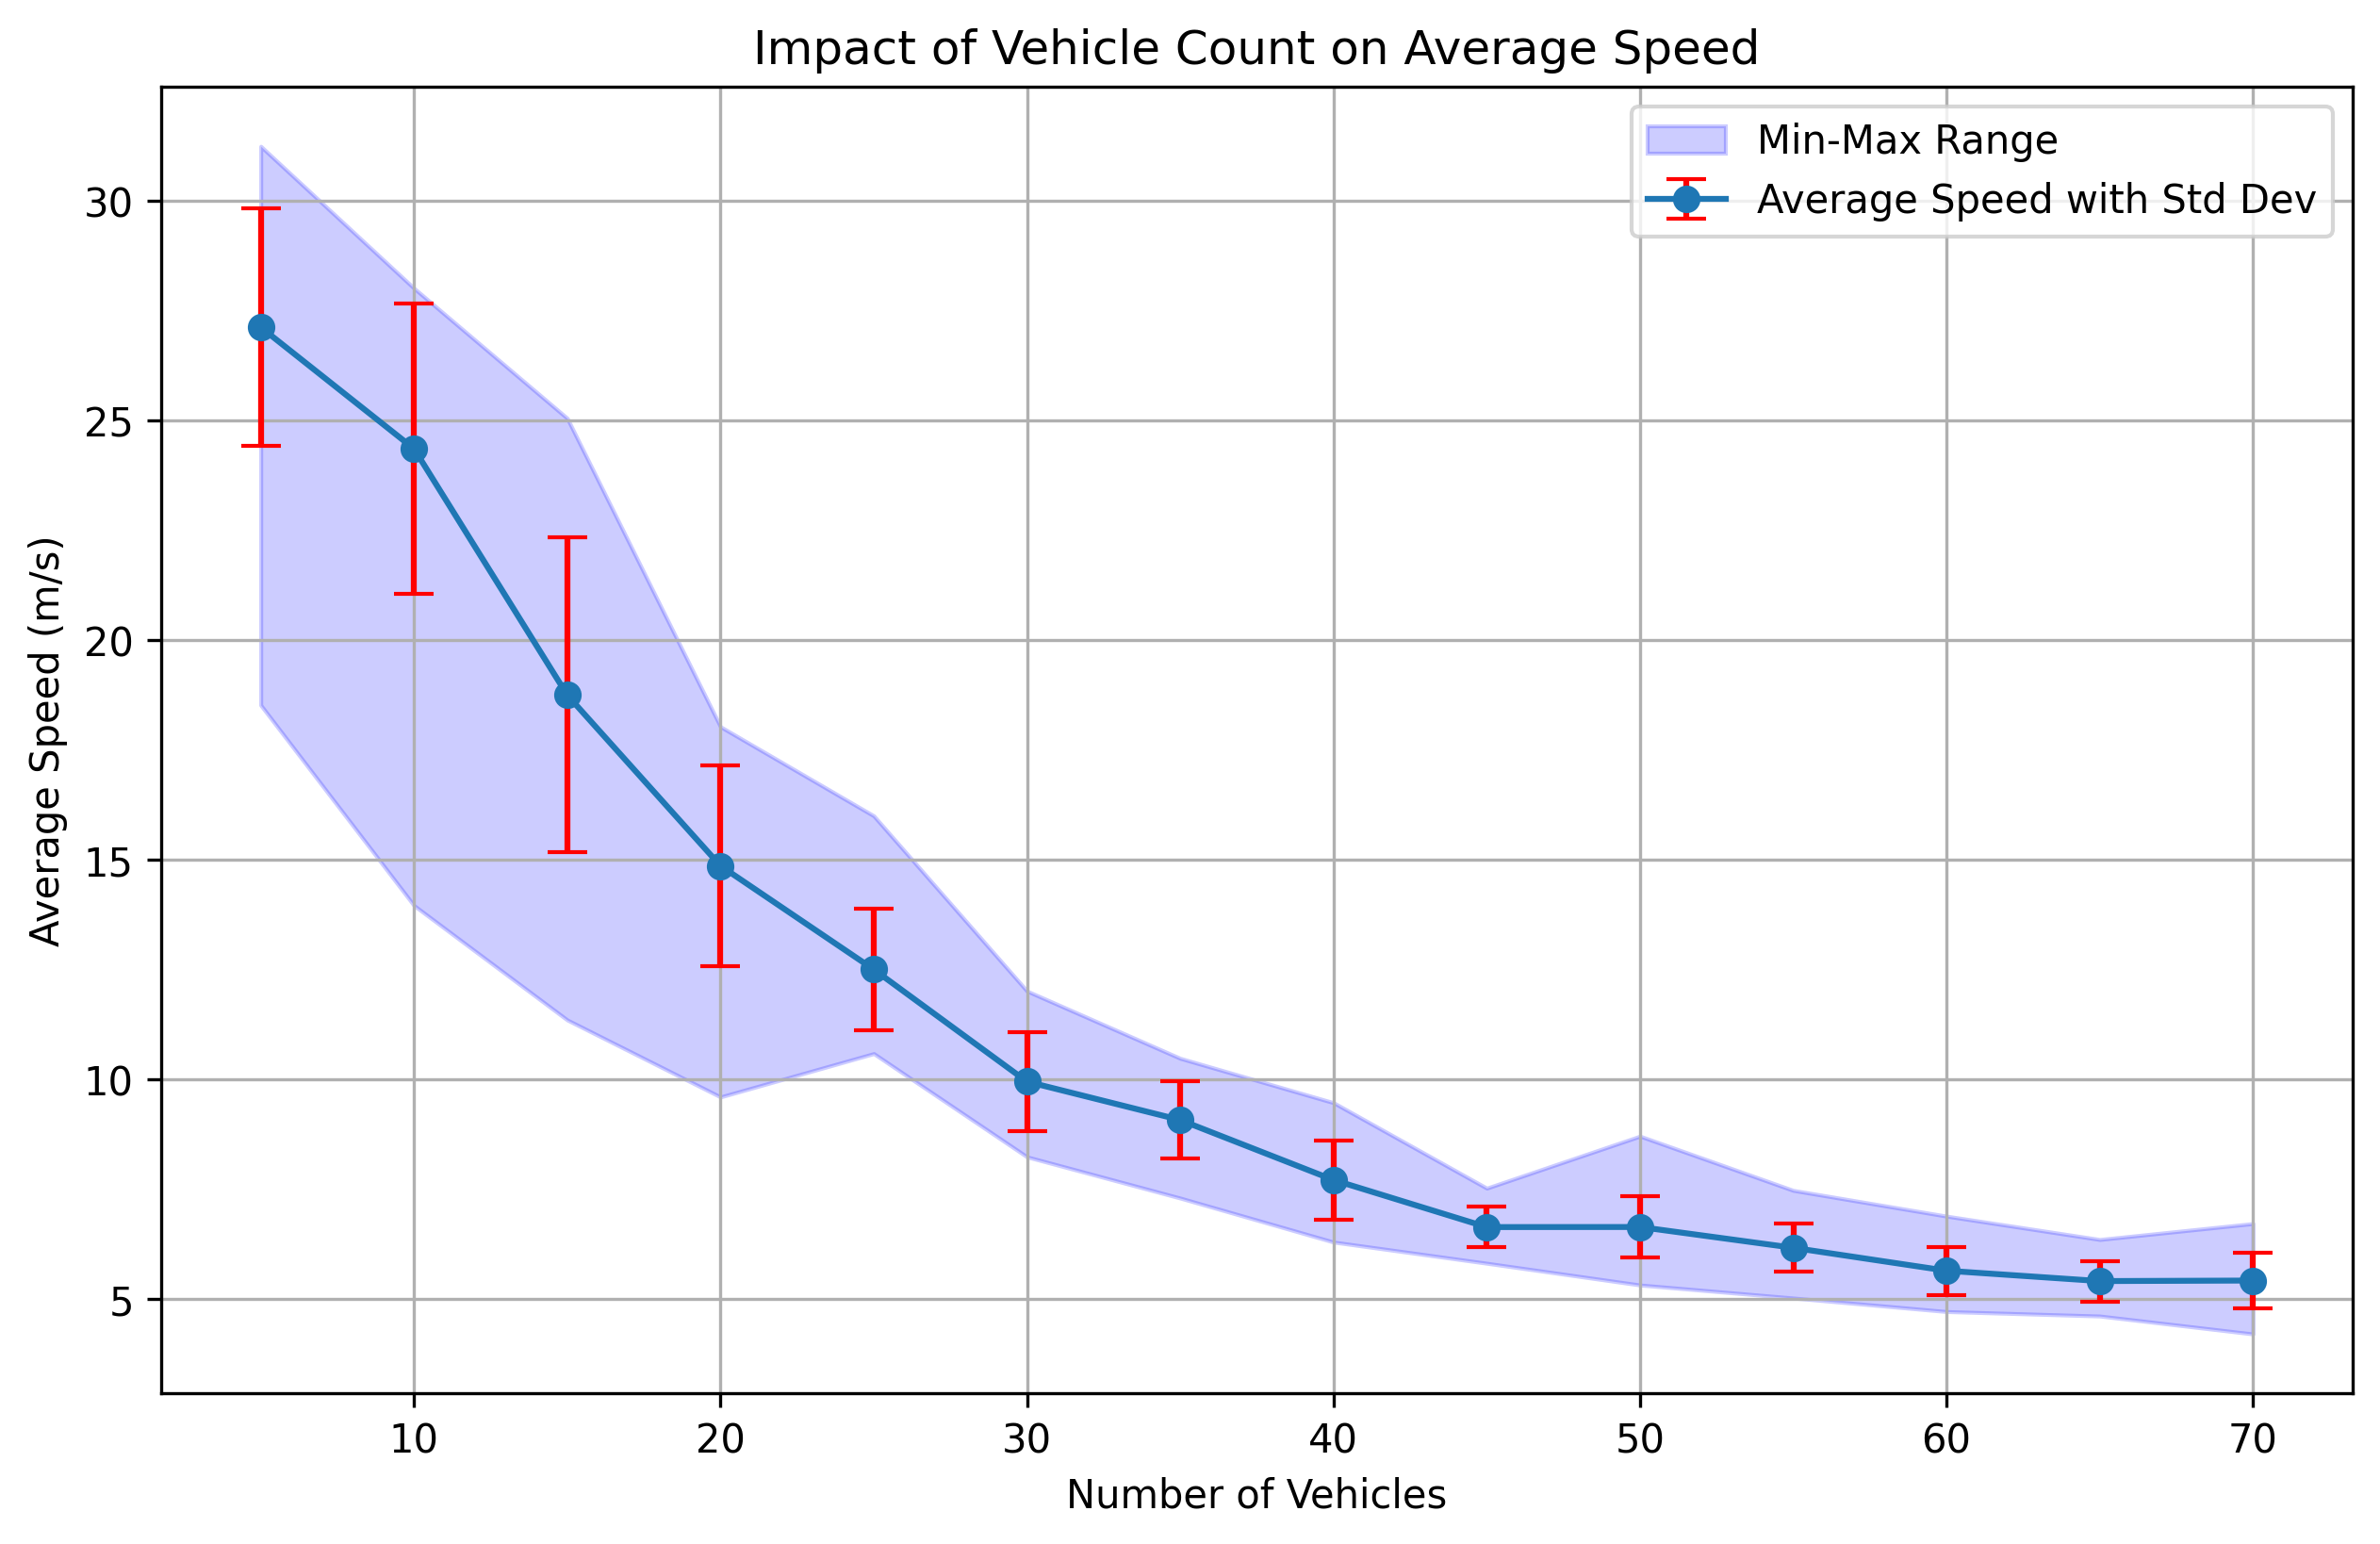 Impact of Vehicle Count on Average Speed
Min-Max Range
Average Speed with Std Dev
Average Speed (m/s)
30
25
20
15
10
5
10 20 30 40 50 60 70
Number of Vehicles